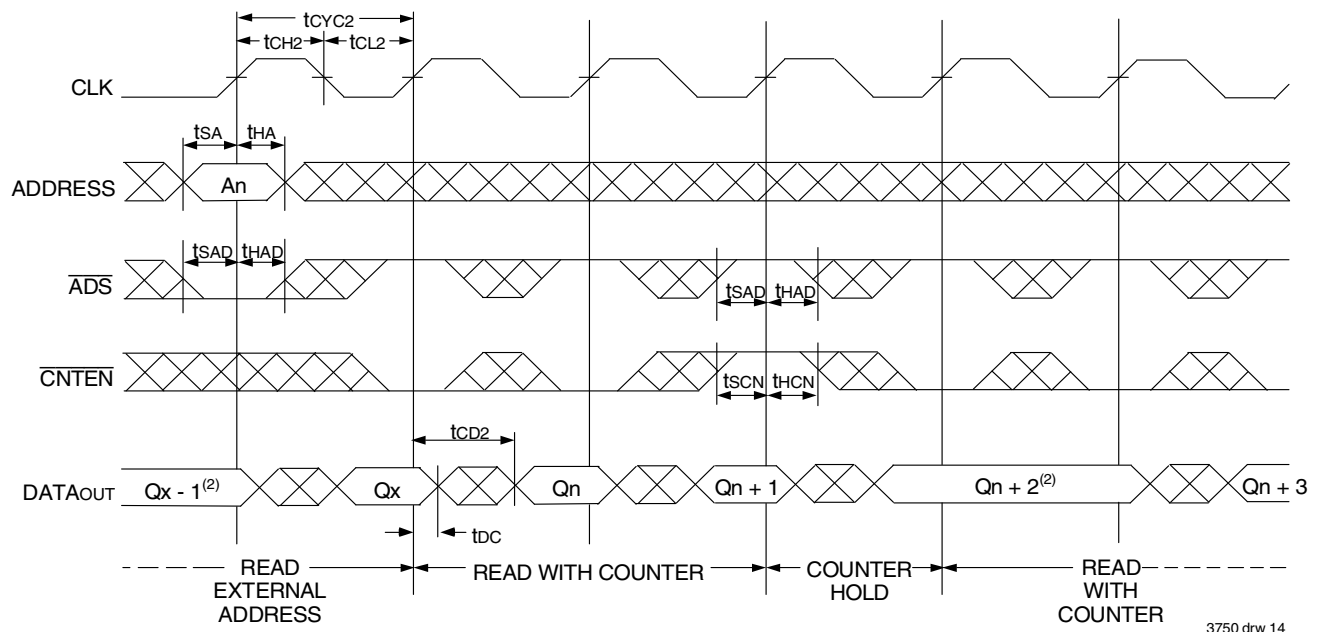 tCYC2
tCH2 tCL2
CLK
tSA tHA
ADDRESS An
tSAD tHAD
ADS
tSAD tHAD
CNTEN
tSCN tHCN
tCD2
DATAOUT Qx - 1(2) Qx Qn Qn + 1 Qn + 2(2) Qn + 3
tDC
READ EXTERNAL ADDRESS
READ WITH COUNTER
COUNTER HOLD
READ WITH COUNTER
3750 drw 14